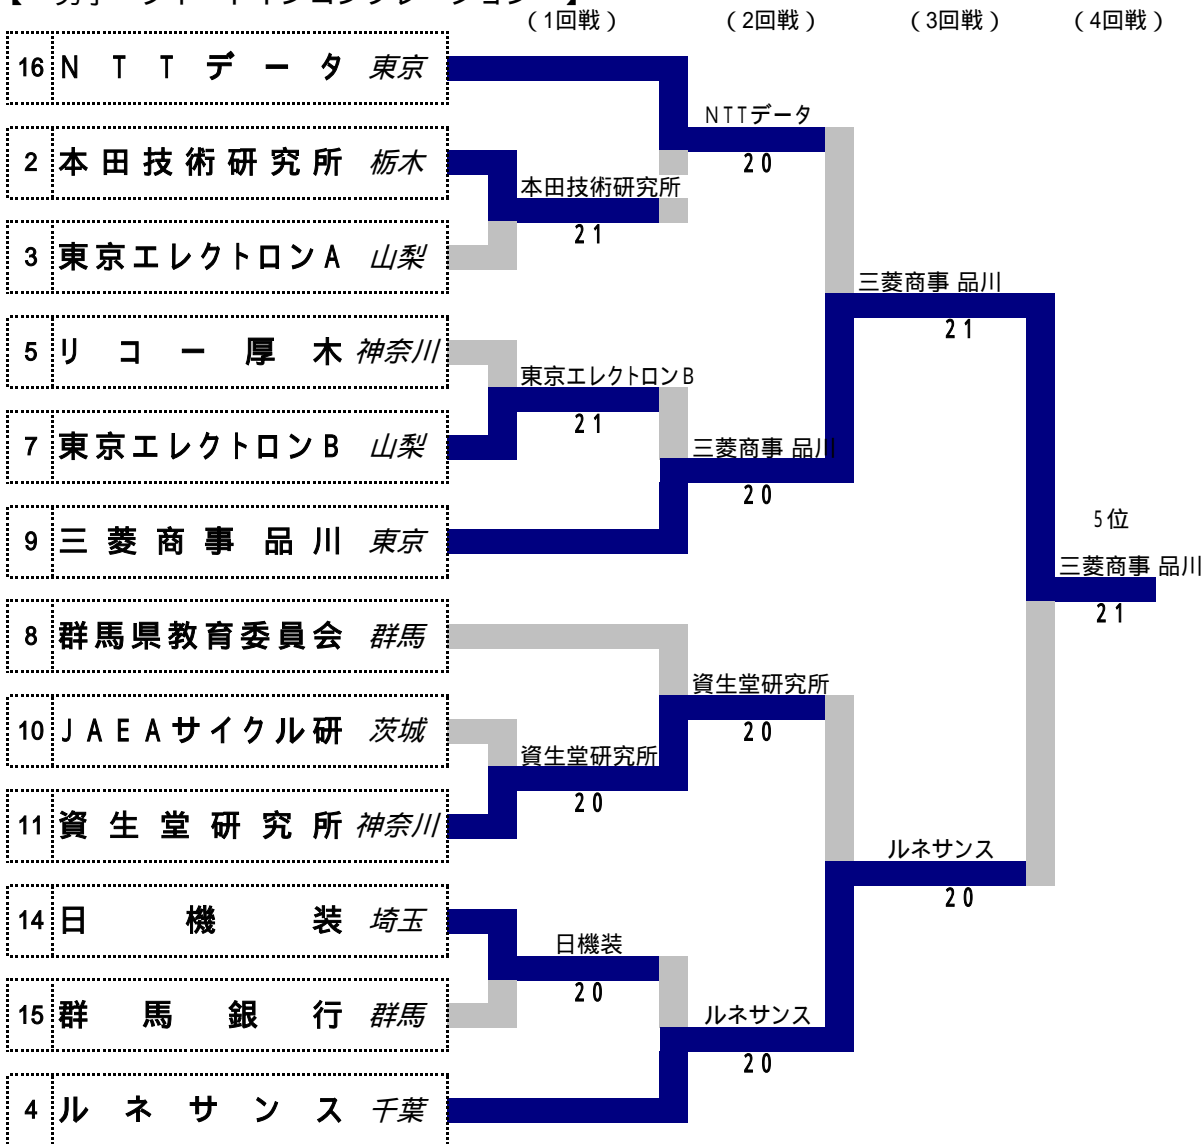 (1回戦) (2回戦) (3回戦) (4回戦)
16 NTTデータ 東京
NTTデータ
20
2 本田技術研究所 栃木
本田技術研究所
21
3 東京エレクトロンA 山梨
三菱商事 品川
21
5 リコー厚木 神奈川
東京エレクトロンB
21
7 東京エレクトロンB 山梨
三菱商事 品川
20
9 三菱商事品川 東京
5位
三菱商事 品川
21
8 群馬県教育委員会 群馬
資生堂研究所
20
10 JAEAサイクル研 茨城
資生堂研究所
20
11 資生堂研究所 神奈川
ルネサンス
20
14 日機装 埼玉
日機装
20
15 群馬銀行 群馬
ルネサンス
20
4 ルネサンス 千葉